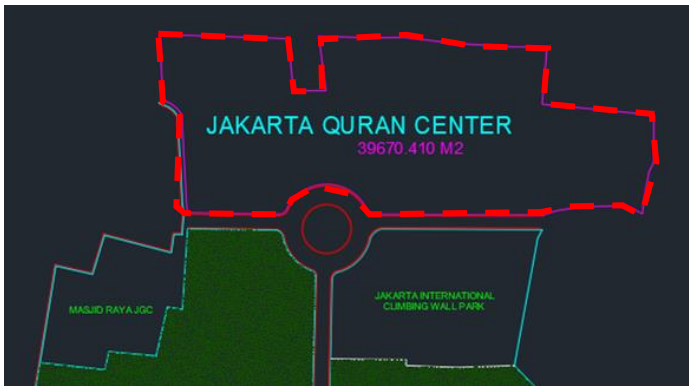 JAKARTA QURAN CENTER
39670.410 M2
JAKARTA INTERNATIONAL
CLIMBING WALL PARK
MASJID RAYA JGC